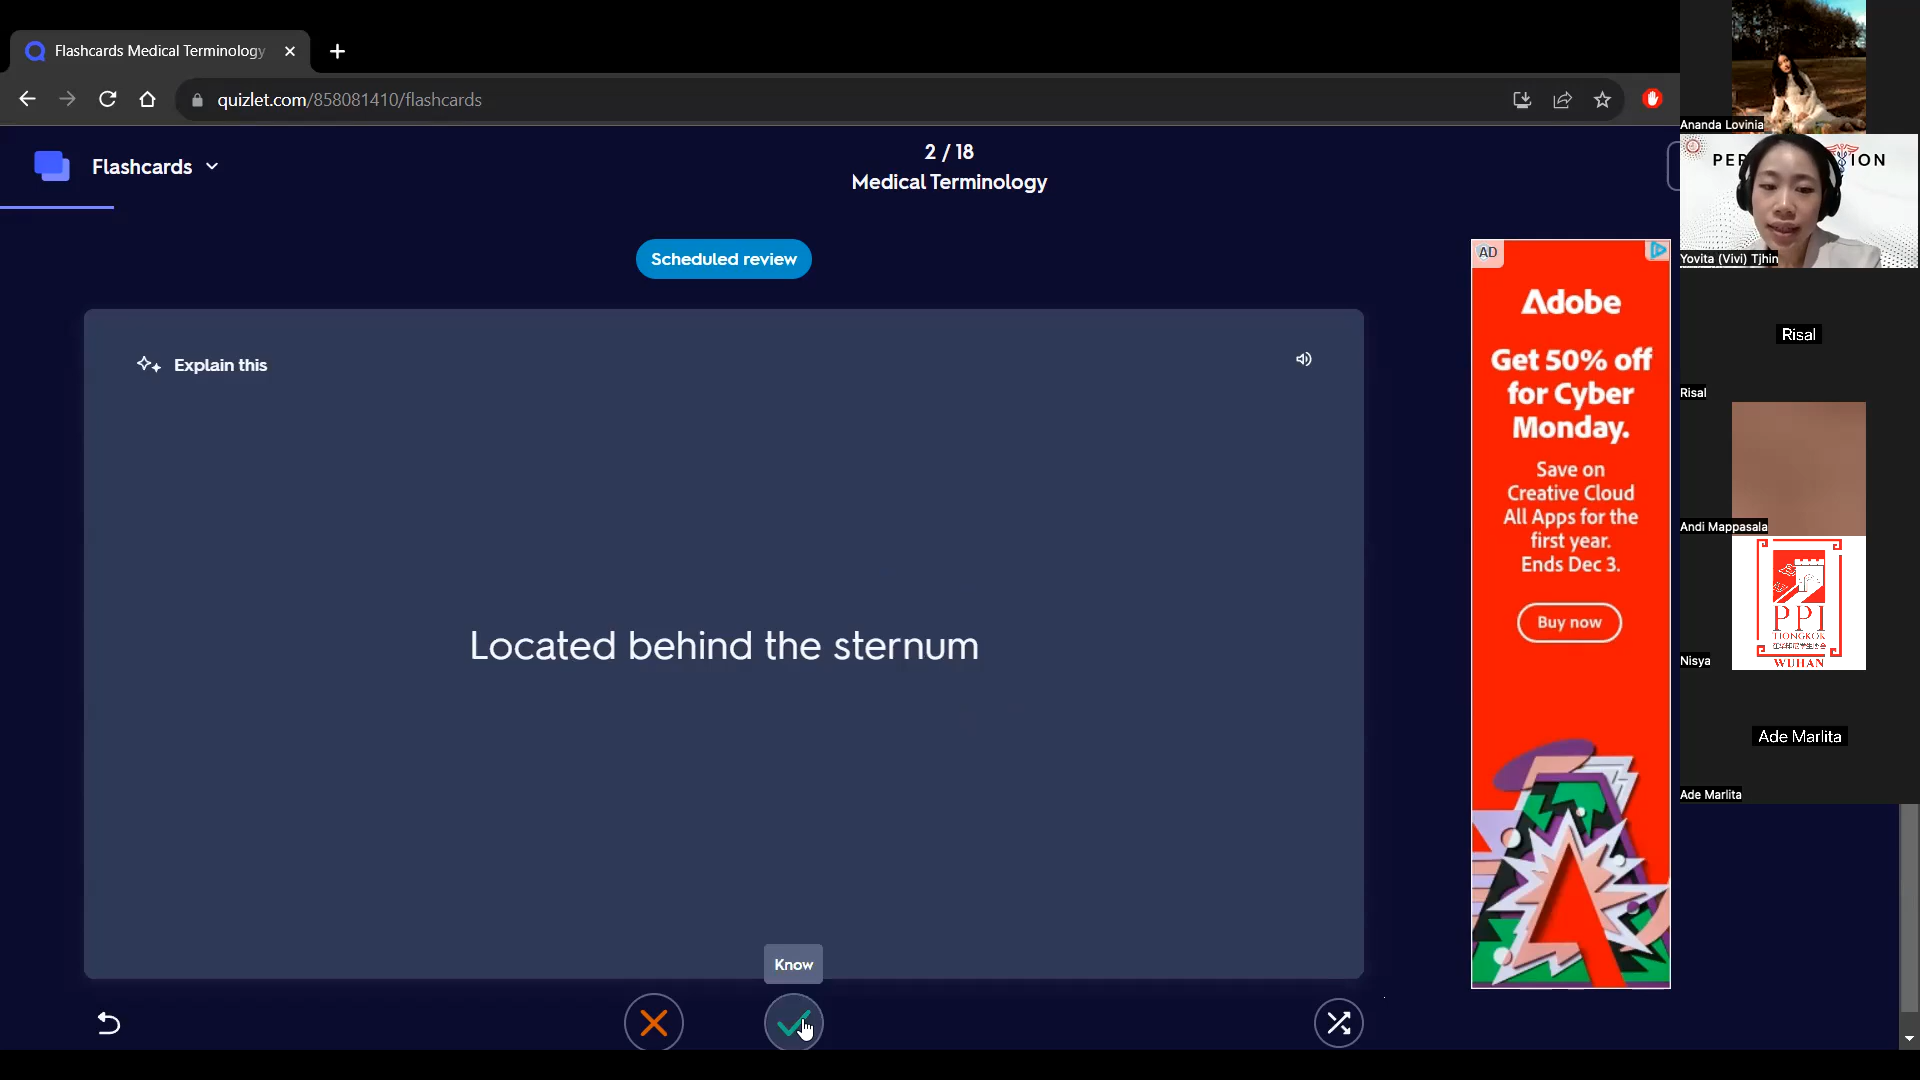 Flashcards Medical Terminology
quizlet.com/858081410/flashcards
Flashcards
2 / 18
Medical Terminology
Scheduled review
Explain this
Located behind the sternum
Know
AD
Adobe
Get 50% off
for Cyber
Monday.
Save on
Creative Cloud
All Apps for the
first year.
Ends Dec 3.
Buy now
Ananda Lovinia
PER
ION
Yovita (Vivi) Tjhin
Risal
Risal
Andi Mappasala
PPI
TIONGKOK
WUHAN
Nisya
Ade Marlita
Ade Marlita